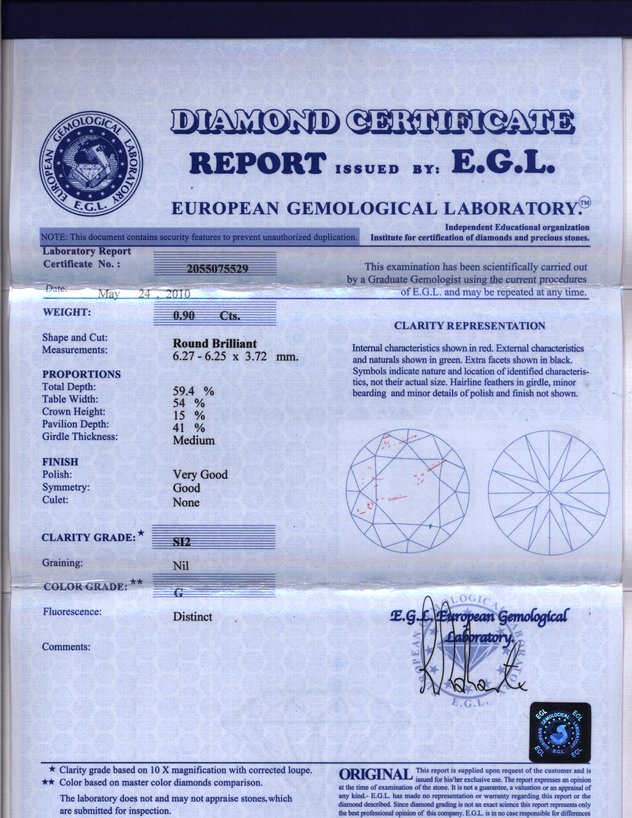 EUROPEAN GEMOLOGICAL LABORATORY
E.G.L.
DIAMOND CERTIFICATE
REPORT ISSUED BY: E.G.L.
EUROPEAN GEMOLOGICAL LABORATORY.™
Independent Educational organization
NOTE: This document contains security features to prevent unauthorized duplication.
Institute for certification of diamonds and precious stones.
Laboratory Report
Certificate No. : 2055075529
Date: May 24, 2010
This examination has been scientifically carried out
by a Graduate Gemologist using the current procedures
of E.G.L. and may be repeated at any time.
WEIGHT: 0.90 Cts.
Shape and Cut: Round Brilliant
Measurements: 6.27 - 6.25 x 3.72 mm.
PROPORTIONS
Total Depth: 59.4 %
Table Width: 54 %
Crown Height: 15 %
Pavilion Depth: 41 %
Girdle Thickness: Medium
FINISH
Polish: Very Good
Symmetry: Good
Culet: None
CLARITY GRADE:★ SI2
Graining: Nil
COLOR GRADE:★★ G
Fluorescence: Distinct
Comments:
CLARITY REPRESENTATION
Internal characteristics shown in red. External characteristics
and naturals shown in green. Extra facets shown in black.
Symbols indicate nature and location of identified characteris-
tics, not their actual size. Hairline feathers in girdle, minor
bearding and minor details of polish and finish not shown.
E.G.L. European Gemological
Laboratory.
E.G.L.
EGL EGL
E.G.L.
EGL EGL
★ Clarity grade based on 10 X magnification with corrected loupe.
★★ Color based on master color diamonds comparison.
The laboratory does not and may not appraise stones,which
are submitted for inspection.
ORIGINAL This report is supplied upon request of the customer and is
issued for his/her exclusive use. The report expresses an opinion
at the time of examination of the stone. It is not a guarantee, a valuation or an appraisal of
any kind.- E.G.L. has made no representation or warranty regarding this report or the
diamond described. Since diamond grading is not an exact science this report represents only
the best professional opinion of this company. E.G.L. is in no case responsible for differences